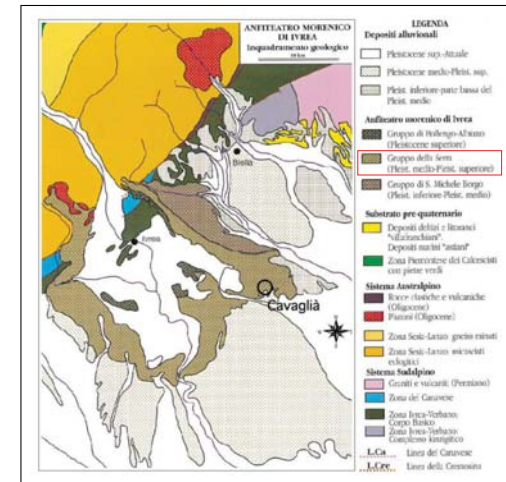 ANFITEATRO MORENICO
DI IVREA
Inquadramento geologico
10 km
Biella
Ivrea
Cavaglià
LEGENDA
Depositi alluvionali
Pleistocene sup.-Attuale
Pleistocene medio-Pleist. sup.
Pleist. inferiore-parte bassa del
Pleist. medio
Anfiteatro morenico di Ivrea
Gruppo di Bollengo-Albiano
(Pleistocene superiore)
Gruppo della Serra
(Pleist. medio-Pleist. superiore)
Gruppo di S. Michele Borgo
(Pleist. inferiore-Pleist. medio)
Substrato pre-quaternario
Depositi deltizi e litoranei
"villafranchiani".
Depositi marini "astiani"
Zona Piemontese dei Calcescisti
con pietre verdi
Sistema Austroalpino
Rocce clastiche e vulcaniche
(Oligocene)
Plutoni (Oligocene)
Zona Sesia-Lanzo: gneiss minuti
Zona Sesia-Lanzo: micascisti
eclogitici
Sistema Sudalpino
Graniti e vulcaniti (Permiano)
Zona del Canavese
Zona Ivrea-Verbano:
Corpo Basico
Zona Ivrea-Verbano:
Complesso kinzigitico
L.Ca Linea del Canavese
L.Cre Linea della Cremosina